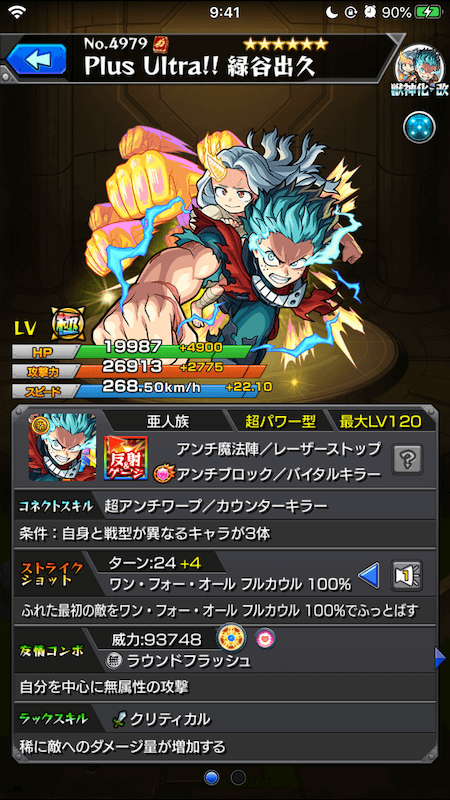 9:41
90%
No.4979
★★★★★★
Plus Ultra!! 緑谷出久
獣神化・改
LV 極
HP 19987 +4900
攻撃力 26913 +2775
スピード 268.50km/h +22.10
亜人族 超パワー型 最大LV120
反射
&
ゲージ
アンチ魔法陣/レーザーストップ
アンチブロック/バイタルキラー
?
コネクトスキル 超アンチワープ/カウンターキラー
条件:自身と戦型が異なるキャラが3体
ストライク
ショット
ターン:24 +4
ワン・フォー・オール フルカウル 100%
1
ふれた最初の敵をワン・フォー・オール フルカウル 100%でふっとばす
友情コンボ
威力:93748
無 ラウンドフラッシュ
自分を中心に無属性の攻撃
ラックスキル クリティカル
稀に敵へのダメージ量が増加する